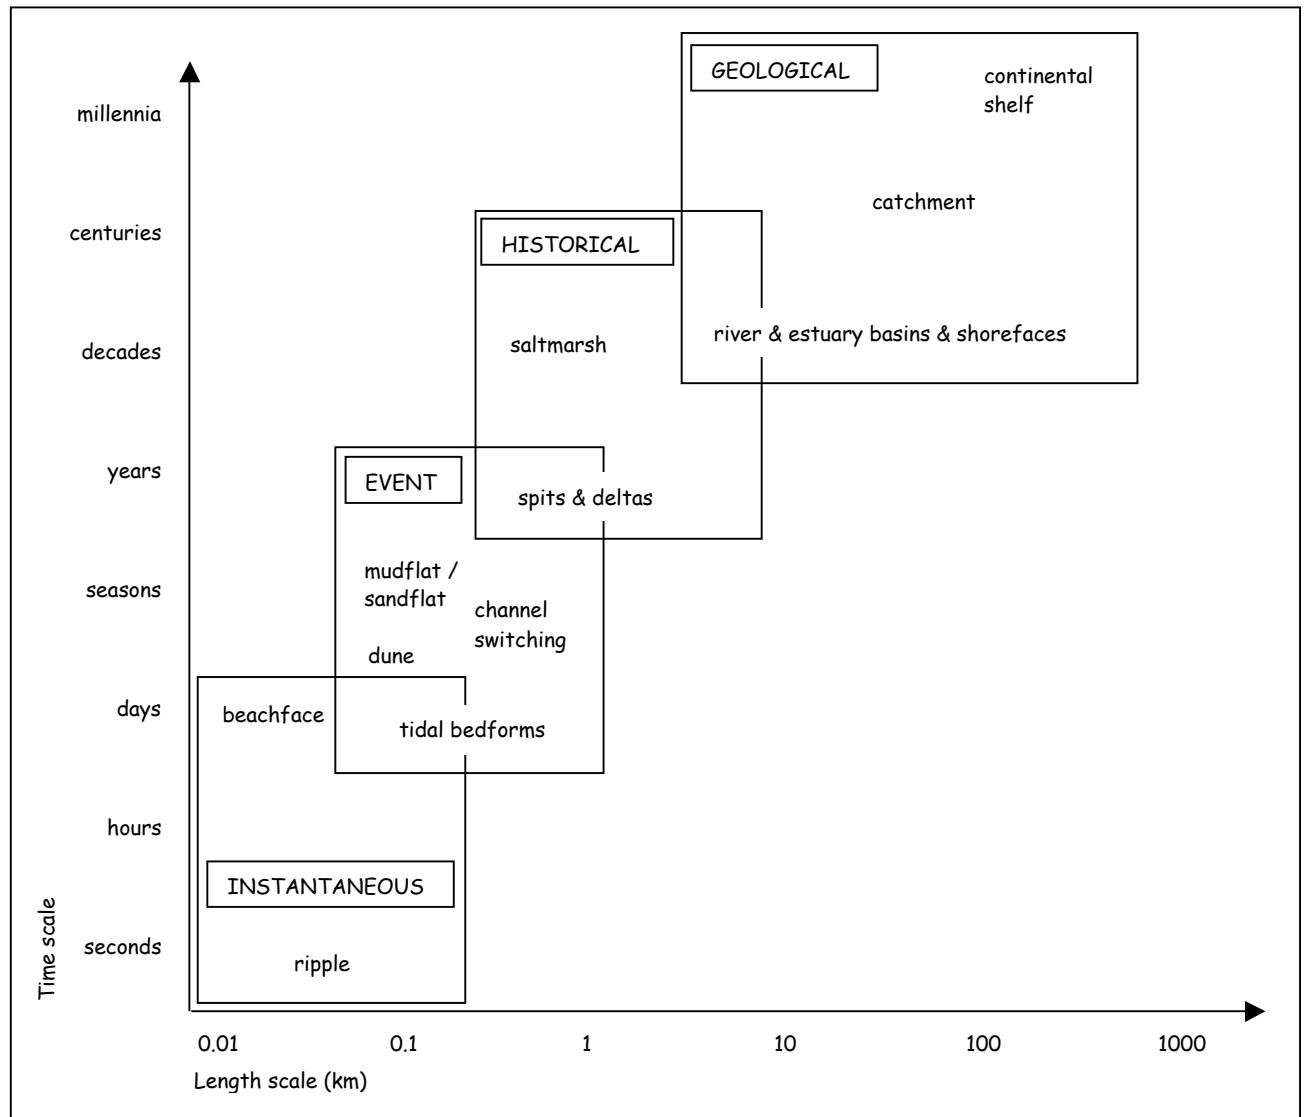 GEOLOGICAL
continental
shelf
millennia
catchment
centuries
HISTORICAL
river & estuary basins & shorefaces
saltmarsh
decades
years
EVENT
spits & deltas
mudflat /
sandflat
seasons
channel
switching
dune
days
beachface
tidal bedforms
hours
INSTANTANEOUS
Time scale
seconds
ripple
0.01 0.1 1 10 100 1000
Length scale (km)